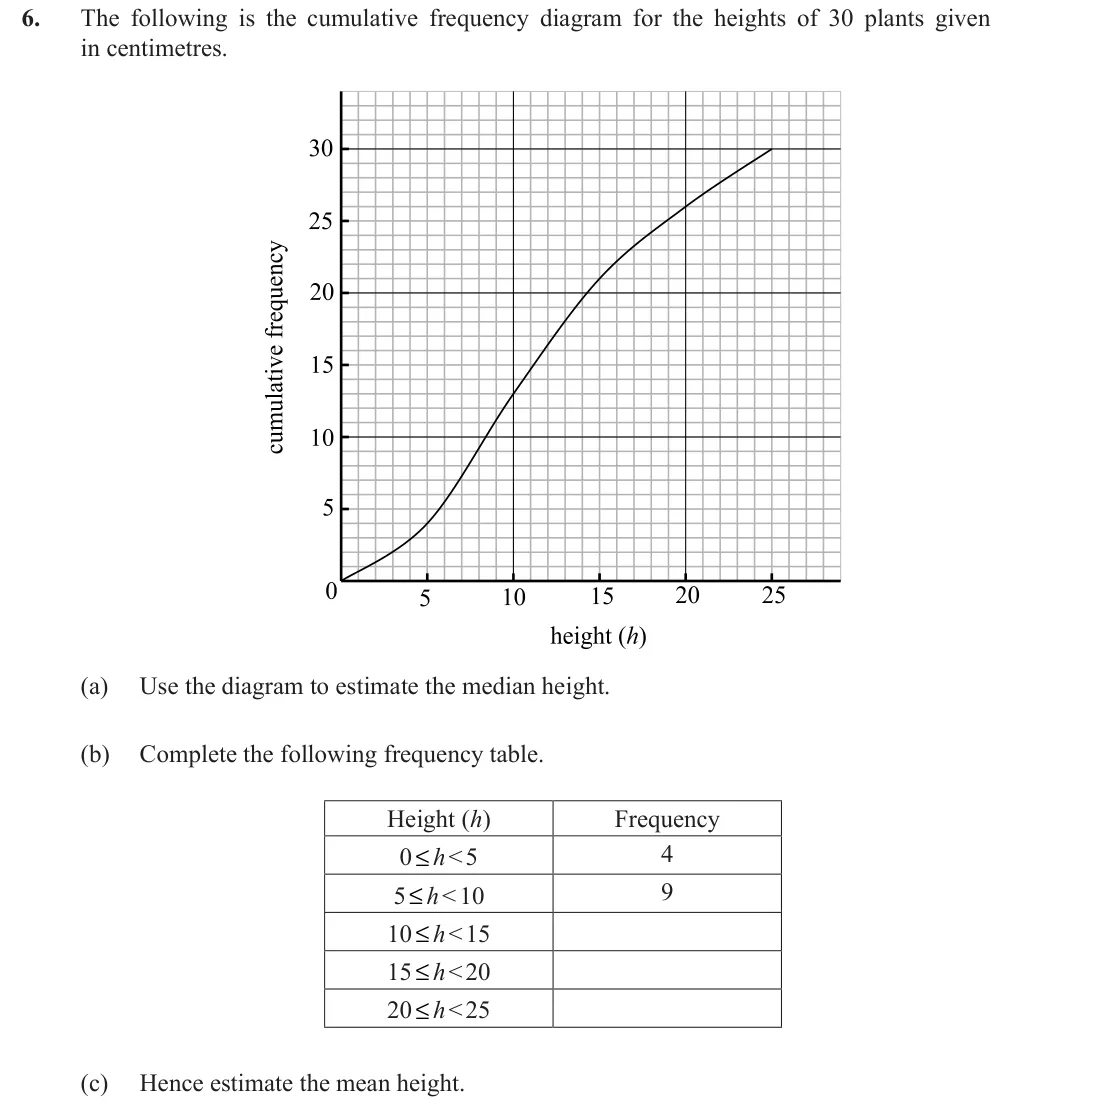 6. The following is the cumulative frequency diagram for the heights of 30 plants given
in centimetres.
30
25
20
15
10
5
0
cumulative frequency
5 10 15 20 25
height (h)
(a) Use the diagram to estimate the median height.
(b) Complete the following frequency table.
Height (h) Frequency
0≤h<5 4
5≤h<10 9
10≤h<15
15≤h<20
20≤h<25
(c) Hence estimate the mean height.